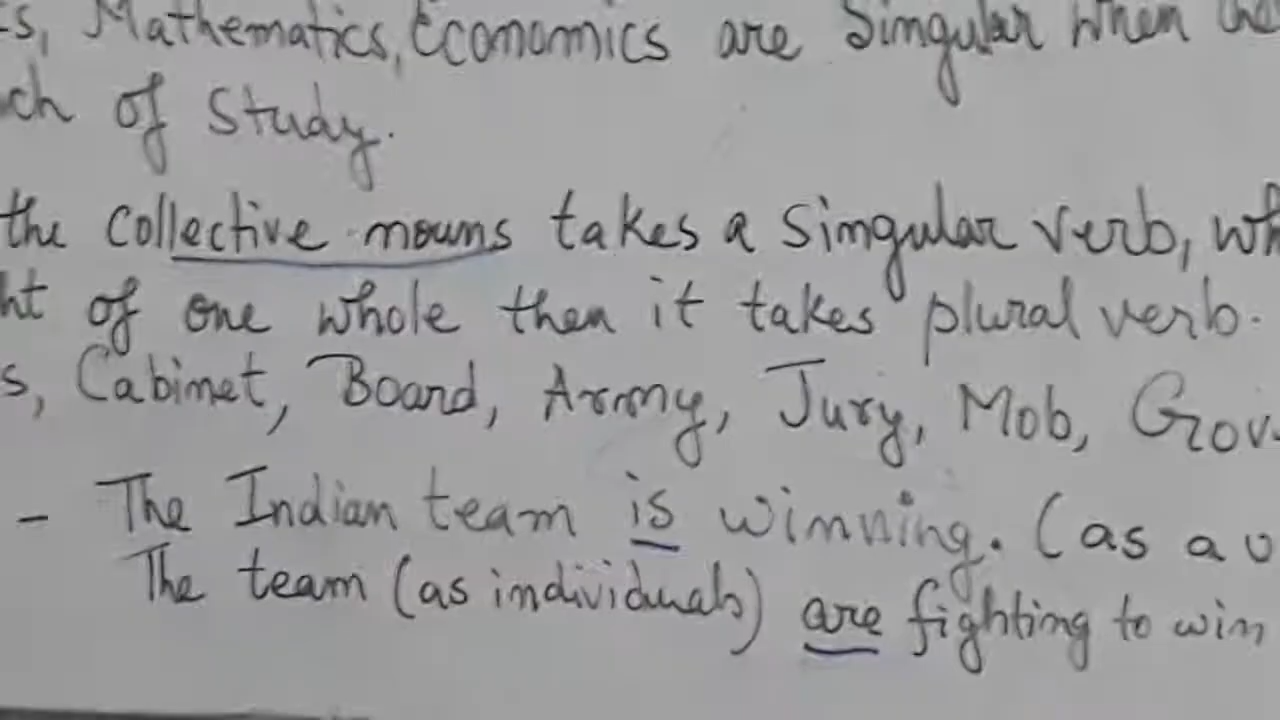 Mathematics, Economics are Singular when
of Study.
the collective nouns takes a Singular verb,
of one whole then it takes plural verb.
Cabinet, Board, Army, Jury, Mob,
- The Indian team is winning. (as a
The team (as individuals) are fighting to win